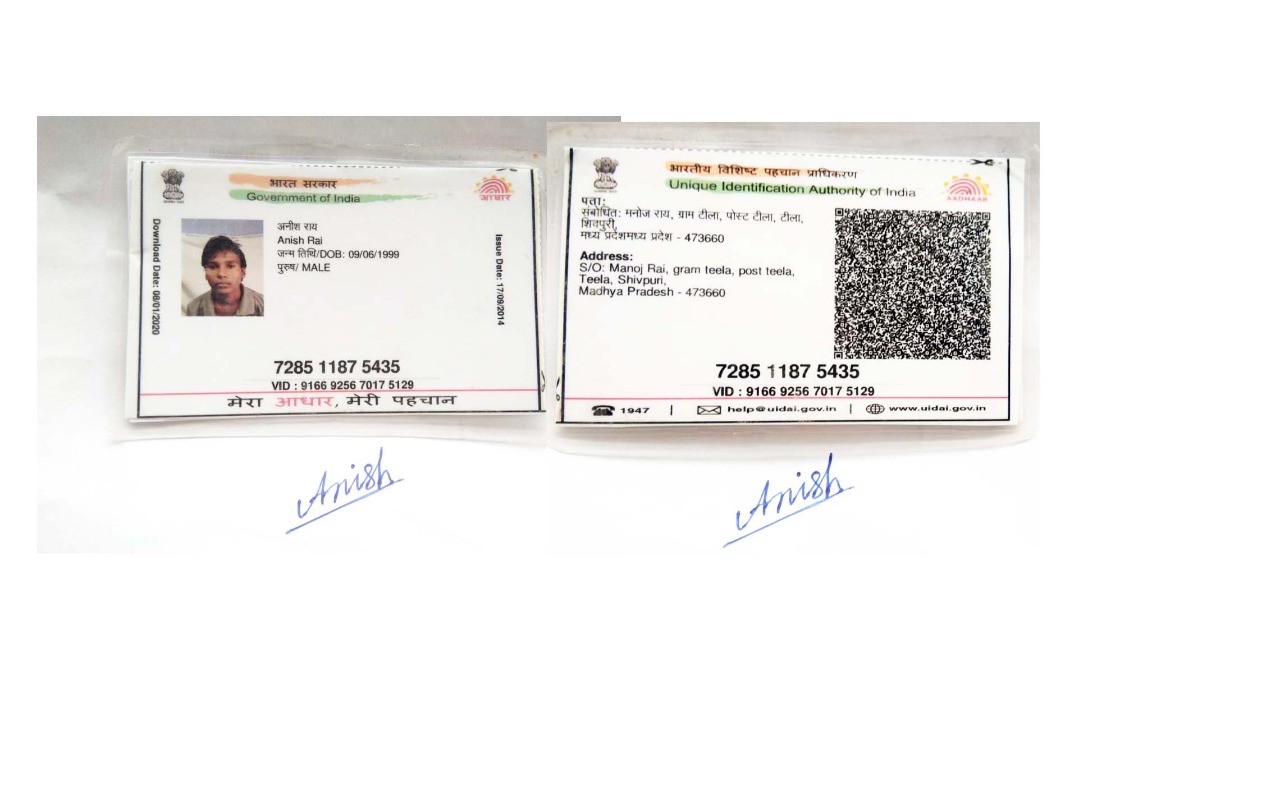 भारत सरकार
Government of India
आधार
Download Date: 08/01/2020
अनीश राय
Anish Rai
जन्म तिथि/DOB: 09/06/1999
पुरुष/ MALE
Issue Date: 17/09/2014
7285 1187 5435
VID : 9166 9256 7017 5129
मेरा आधार, मेरी पहचान
Anish
भारतीय विशिष्ट पहचान प्राधिकरण
Unique Identification Authority of India
AADHAAR
पता:
संबोधित: मनोज राय, ग्राम टीला, पोस्ट टीला, टीला,
शिवपुरी,
मध्य प्रदेशमध्य प्रदेश - 473660
Address:
S/O: Manoj Rai, gram teela, post teela,
Teela, Shivpuri,
Madhya Pradesh - 473660
7285 1187 5435
VID : 9166 9256 7017 5129
1947 | help@uidai.gov.in | www.uidai.gov.in
Anish